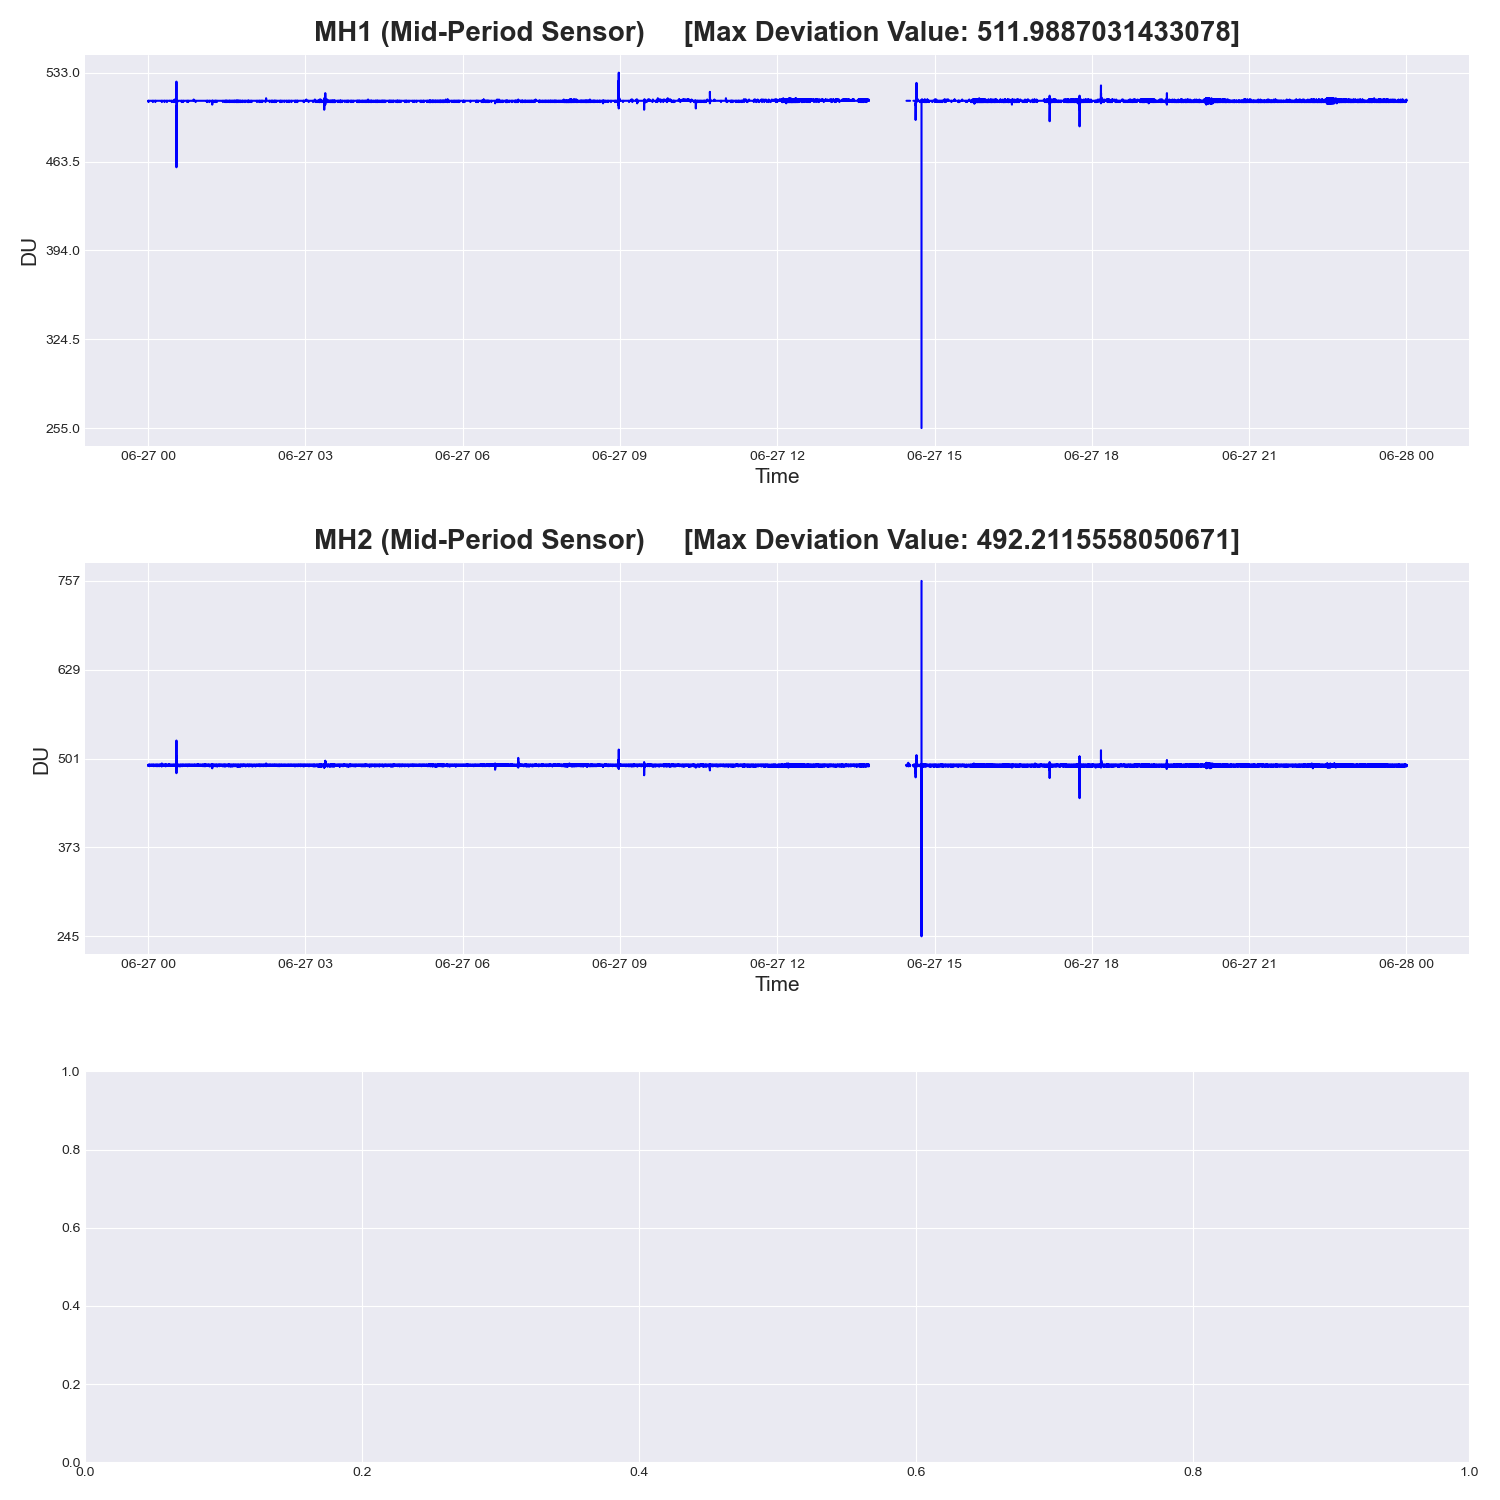 MH1 (Mid-Period Sensor) [Max Deviation Value: 511.9887031433078]
533.0
463.5
394.0
324.5
255.0
DU
06-27 00 06-27 03 06-27 06 06-27 09 06-27 12 06-27 15 06-27 18 06-27 21 06-28 00
Time
MH2 (Mid-Period Sensor) [Max Deviation Value: 492.2115558050671]
757
629
501
373
245
DU
06-27 00 06-27 03 06-27 06 06-27 09 06-27 12 06-27 15 06-27 18 06-27 21 06-28 00
Time
1.0
0.8
0.6
0.4
0.2
0.0
0.0 0.2 0.4 0.6 0.8 1.0